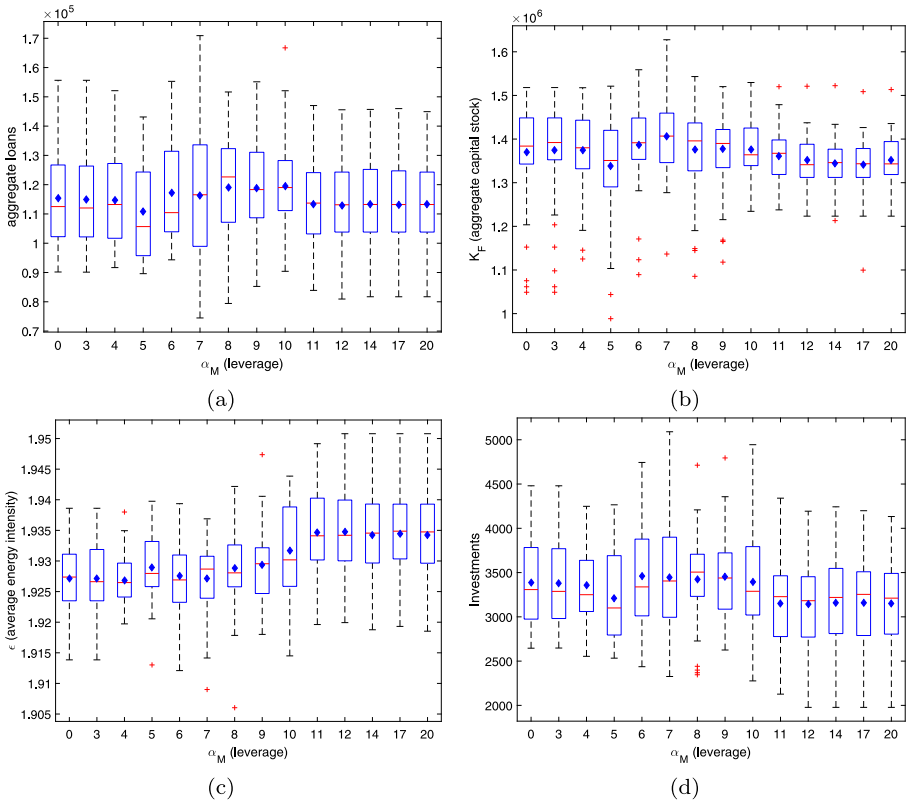 ×10^5
1.7
1.6
1.5
1.4
1.3
1.2
1.1
1
0.9
0.8
0.7
aggregate loans
0 3 4 5 6 7 8 9 10 11 12 14 17 20
α_M (leverage)
(a)
×10^6
1.6
1.5
1.4
1.3
1.2
1.1
1
K_F (aggregate capital stock)
0 3 4 5 6 7 8 9 10 11 12 14 17 20
α_M (leverage)
(b)
1.95
1.945
1.94
1.935
1.93
1.925
1.92
1.915
1.91
1.905
ϵ (average energy intensity)
0 3 4 5 6 7 8 9 10 11 12 14 17 20
α_M (leverage)
(c)
5000
4500
4000
3500
3000
2500
2000
Investments
0 3 4 5 6 7 8 9 10 11 12 14 17 20
α_M (leverage)
(d)